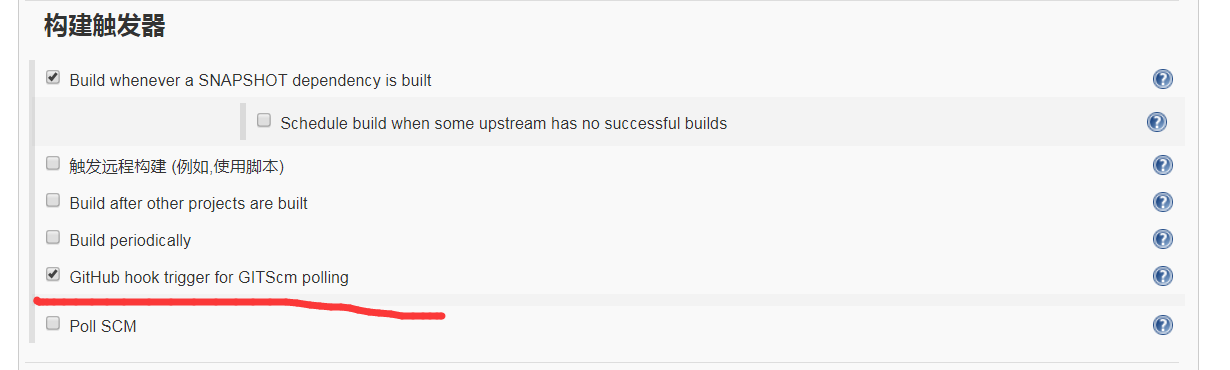 构建触发器
Build whenever a SNAPSHOT dependency is built
Schedule build when some upstream has no successful builds
触发远程构建 (例如,使用脚本)
Build after other projects are built
Build periodically
GitHub hook trigger for GITScm polling
Poll SCM